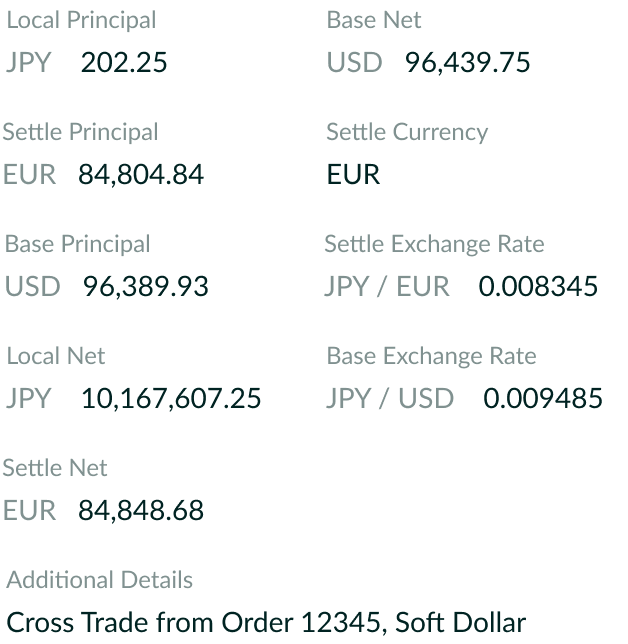 Local Principal
JPY 202.25
Base Net
USD 96,439.75
Settle Principal
EUR 84,804.84
Settle Currency
EUR
Base Principal
USD 96,389.93
Settle Exchange Rate
JPY / EUR 0.008345
Local Net
JPY 10,167,607.25
Base Exchange Rate
JPY / USD 0.009485
Settle Net
EUR 84,848.68
Additional Details
Cross Trade from Order 12345, Soft Dollar